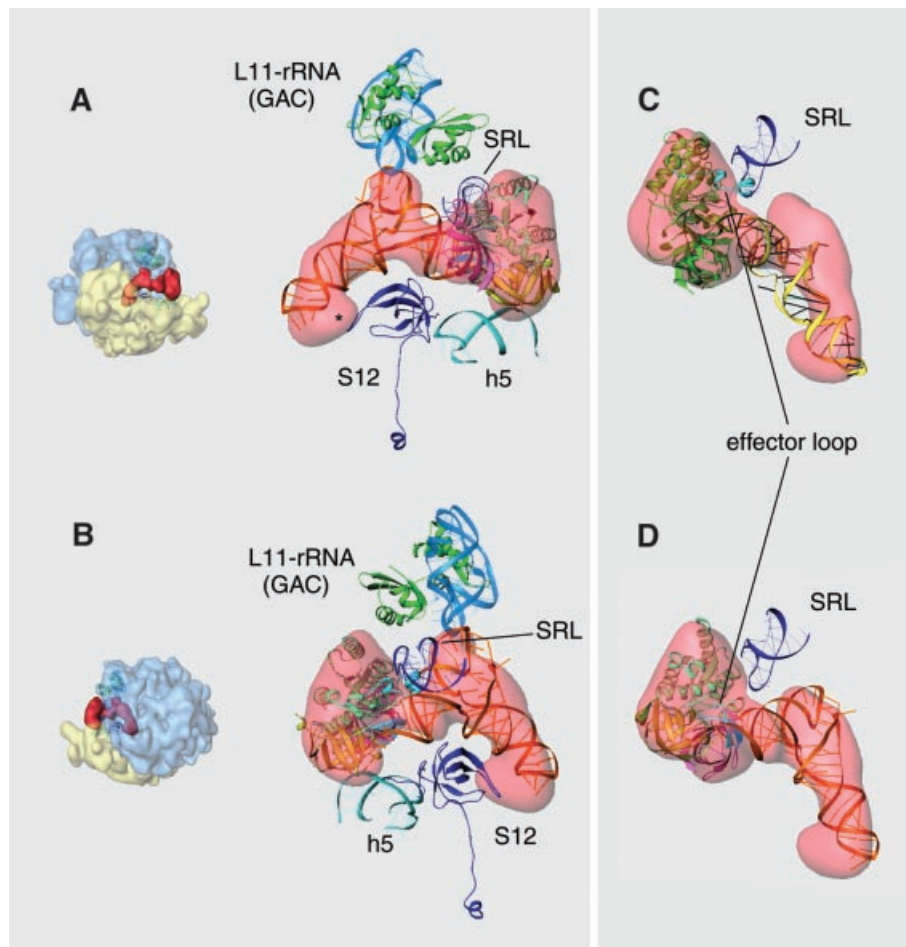 A
L11-rRNA
(GAC)
SRL
*
S12
h5
B
L11-rRNA
(GAC)
SRL
h5
S12
C
SRL
effector loop
D
SRL